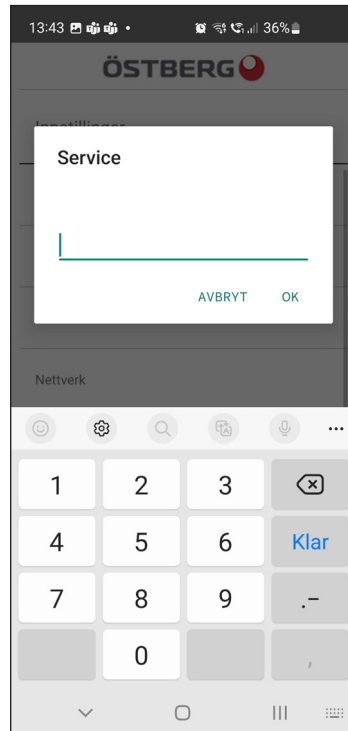 13:43 36%
ÖSTBERG
Innstillinger
Service
AVBRYT OK
Nettverk
1 2 3
4 5 6 Klar
7 8 9 .-
0 ,